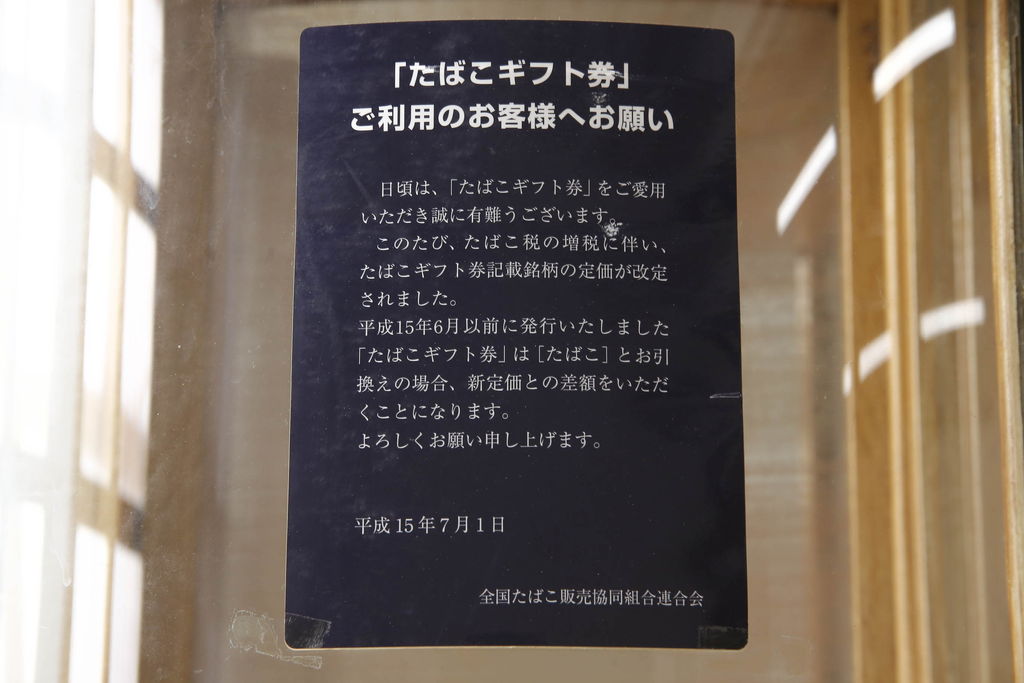 「たばこギフト券」
ご利用のお客様へお願い
日頃は、「たばこギフト券」をご愛用
いただき誠に有難うございます。
このたび、たばこ税の増税に伴い、
たばこギフト券記載銘柄の定価が改定
されました。
平成15年6月以前に発行いたしました
「たばこギフト券」は［たばこ］とお引
換えの場合、新定価との差額をいただ
くことになります。
よろしくお願い申し上げます。
平成15年7月1日
全国たばこ販売協同組合連合会